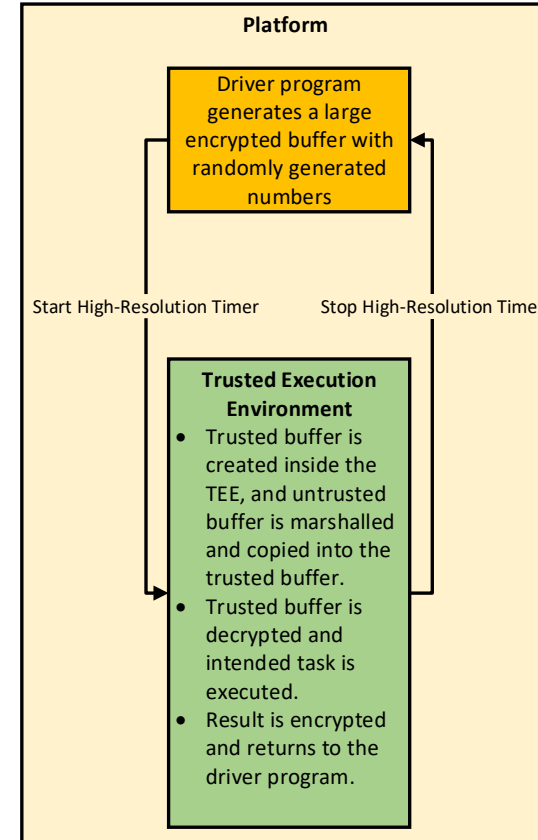 Platform
Driver program
generates a large
encrypted buffer with
randomly generated
numbers
Start High-Resolution Timer
Stop High-Resolution Time
Trusted Execution
Environment
• Trusted buffer is
created inside the
TEE, and untrusted
buffer is marshalled
and copied into the
trusted buffer.
• Trusted buffer is
decrypted and
intended task is
executed.
• Result is encrypted
and returns to the
driver program.